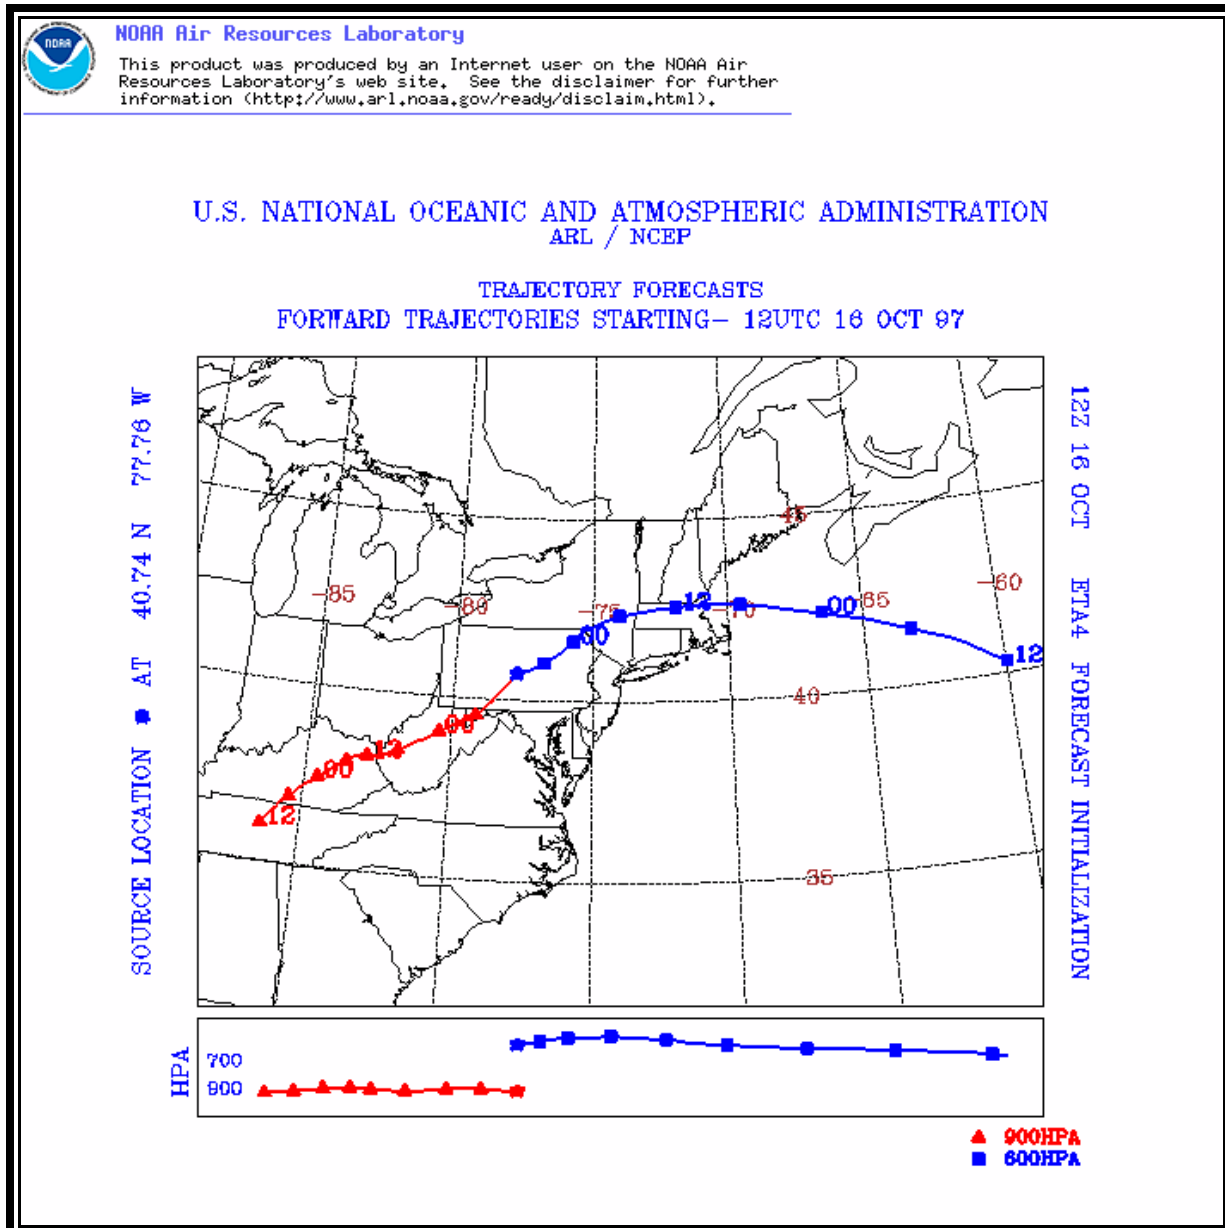 NOAA
NOAA Air Resources Laboratory
This product was produced by an Internet user on the NOAA Air
Resources Laboratory's web site. See the disclaimer for further
information (http://www.arl.noaa.gov/ready/disclaim.html).
U.S. NATIONAL OCEANIC AND ATMOSPHERIC ADMINISTRATION
ARL / NCEP
TRAJECTORY FORECASTS
FORWARD TRAJECTORIES STARTING- 12UTC 16 OCT 97
SOURCE LOCATION AT 40.74 N 77.76 W
12Z 16 OCT ETA4 FORECAST INITIALIZATION
45
-85
-80
-75
-70
-65
-60
00
12
00
12
40
00
12
00
12
35
HPA
700
900
900HPA
600HPA